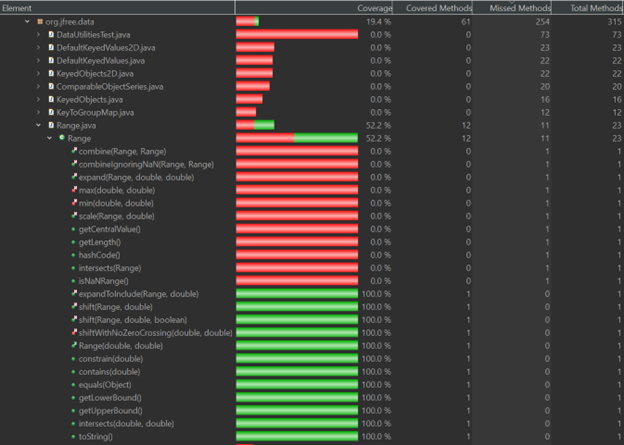 Element Coverage Covered Methods Missed Methods Total Methods
org.jfree.data 19.4 % 61 254 315
DataUtilitiesTest.java 0.0 % 0 73 73
DefaultKeyedValues2D.java 0.0 % 0 23 23
DefaultKeyedValues.java 0.0 % 0 22 22
KeyedObjects2D.java 0.0 % 0 22 22
ComparableObjectSeries.java 0.0 % 0 20 20
KeyedObjects.java 0.0 % 0 16 16
KeyToGroupMap.java 0.0 % 0 12 12
Range.java 52.2 % 12 11 23
Range 52.2 % 12 11 23
combine(Range, Range) 0.0 % 0 1 1
combineIgnoringNaN(Range, Range) 0.0 % 0 1 1
expand(Range, double, double) 0.0 % 0 1 1
max(double, double) 0.0 % 0 1 1
min(double, double) 0.0 % 0 1 1
scale(Range, double) 0.0 % 0 1 1
getCentralValue() 0.0 % 0 1 1
getLength() 0.0 % 0 1 1
hashCode() 0.0 % 0 1 1
intersects(Range) 0.0 % 0 1 1
isNaNRange() 0.0 % 0 1 1
expandToInclude(Range, double) 100.0 % 1 0 1
shift(Range, double) 100.0 % 1 0 1
shift(Range, double, boolean) 100.0 % 1 0 1
shiftWithNoZeroCrossing(double, double) 100.0 % 1 0 1
Range(double, double) 100.0 % 1 0 1
constrain(double) 100.0 % 1 0 1
contains(double) 100.0 % 1 0 1
equals(Object) 100.0 % 1 0 1
getLowerBound() 100.0 % 1 0 1
getUpperBound() 100.0 % 1 0 1
intersects(double, double) 100.0 % 1 0 1
toString() 100.0 % 1 0 1